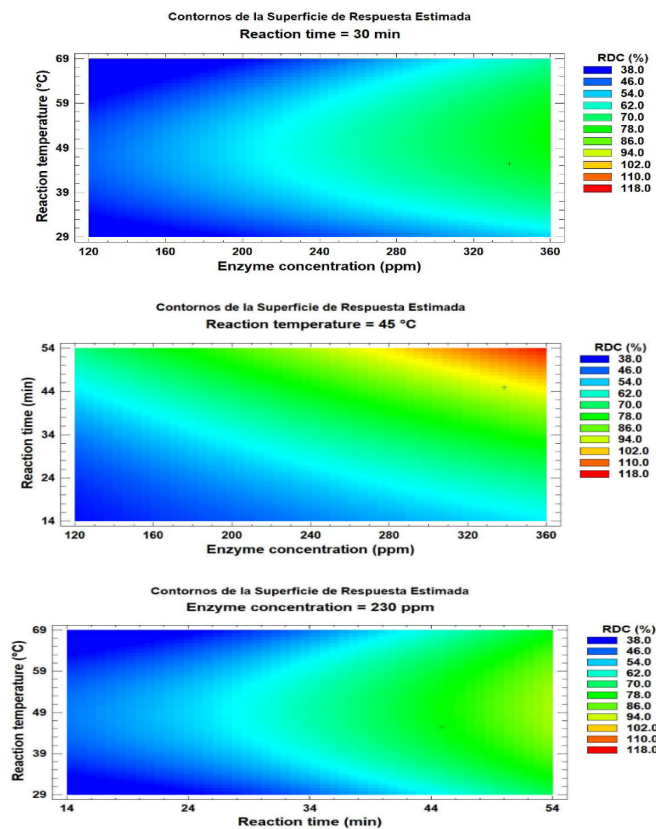 Contornos de la Superficie de Respuesta Estimada
Reaction time = 30 min
Reaction temperature (°C)
69
59
49
39
29
120 160 200 240 280 320 360
Enzyme concentration (ppm)
RDC (%)
38.0
46.0
54.0
62.0
70.0
78.0
86.0
94.0
102.0
110.0
118.0
Contornos de la Superficie de Respuesta Estimada
Reaction temperature = 45 °C
Reaction time (min)
54
44
34
24
14
120 160 200 240 280 320 360
Enzyme concentration (ppm)
RDC (%)
38.0
46.0
54.0
62.0
70.0
78.0
86.0
94.0
102.0
110.0
118.0
Contornos de la Superficie de Respuesta Estimada
Enzyme concentration = 230 ppm
Reaction temperature (°C)
69
59
49
39
29
14 24 34 44 54
Reaction time (min)
RDC (%)
38.0
46.0
54.0
62.0
70.0
78.0
86.0
94.0
102.0
110.0
118.0